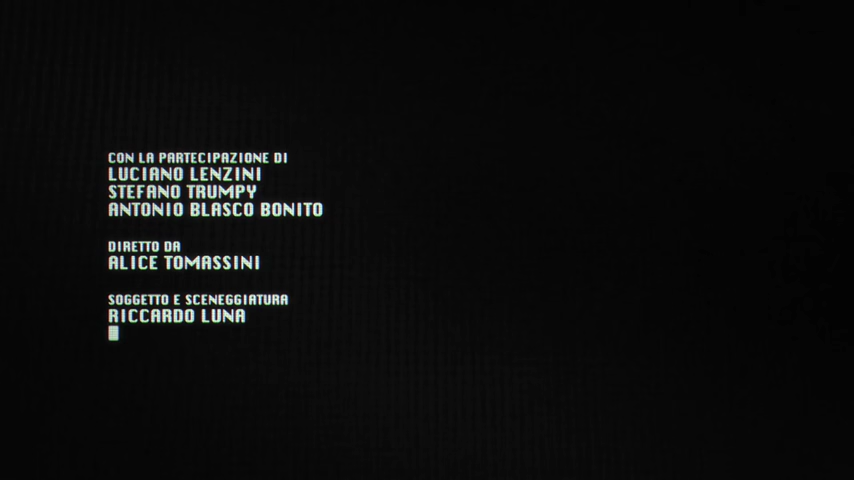 CON LA PARTECIPAZIONE DI
LUCIANO LENZINI
STEFANO TRUMPY
ANTONIO BLASCO BONITO
DIRETTO DA
ALICE TOMASSINI
SOGGETTO E SCENEGGIATURA
RICCARDO LUNA